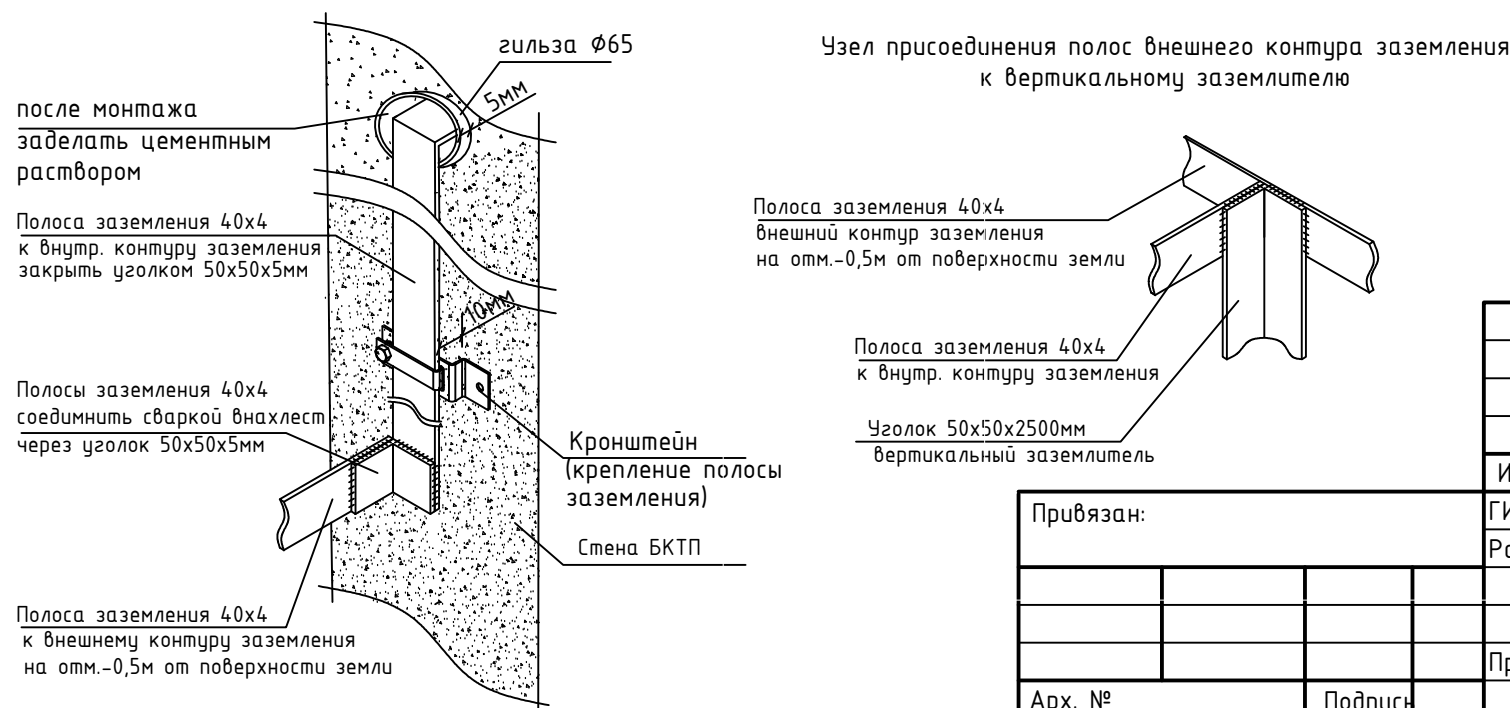 гильза Ф65
5мм
после монтажа
заделать цементным
раствором
Полоса заземления 40х4
к внутр. контуру заземления
закрыть уголком 50х50х5мм
10мм
Полосы заземления 40х4
соедимнить сваркой внахлест
через уголок 50х50х5мм
Кронштейн
(крепление полосы
заземления)
Стена БКТП
Полоса заземления 40х4
к внешнему контуру заземления
на отм.-0,5м от поверхности земли
Узел присоединения полос внешнего контура заземления
к вертикальному заземлителю
Полоса заземления 40х4
внешний контур заземления
на отм.-0,5м от поверхности земли
Полоса заземления 40х4
к внутр. контуру заземления
Уголок 50х50х2500мм
вертикальный заземлитель
Привязан:
Арх. №